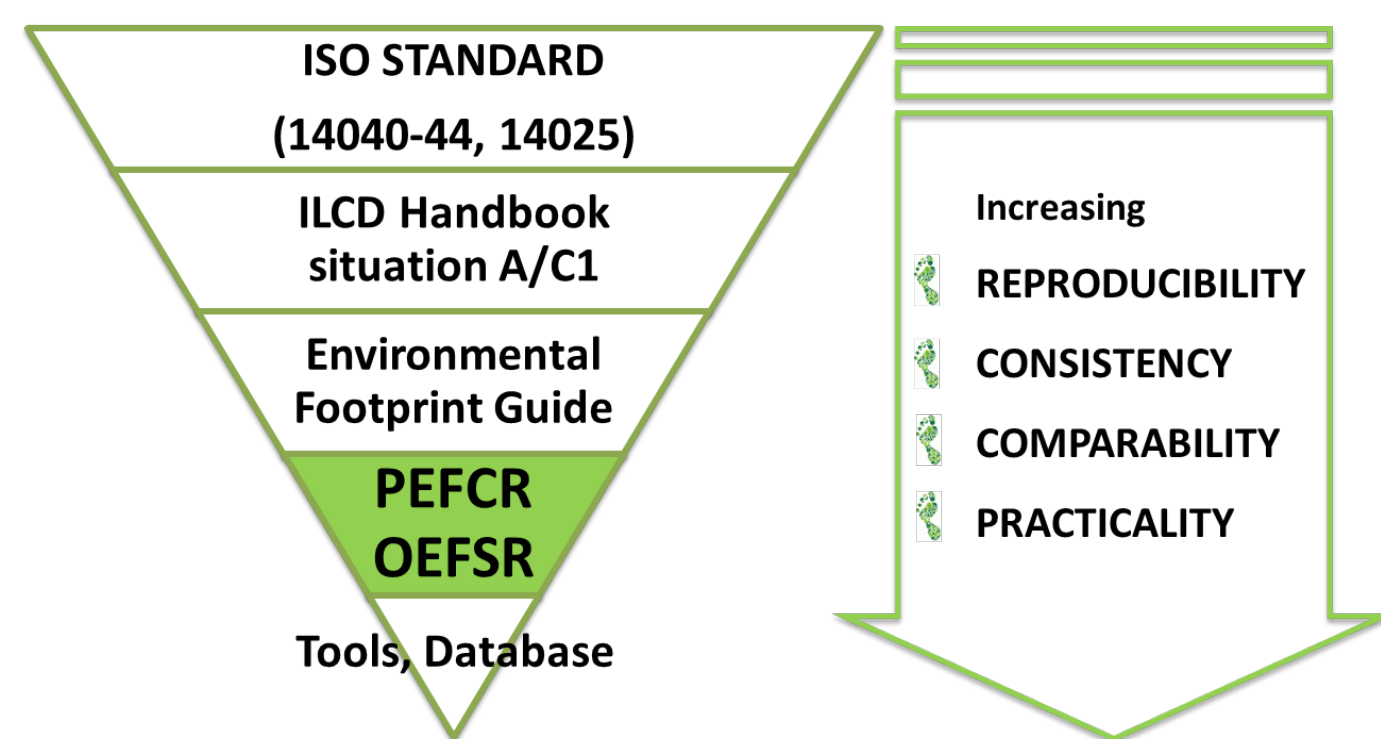 ISO STANDARD
(14040-44, 14025)
ILCD Handbook
situation A/C1
Environmental
Footprint Guide
PEFCR
OEFSR
Tools, Database
Increasing
REPRODUCIBILITY
CONSISTENCY
COMPARABILITY
PRACTICALITY